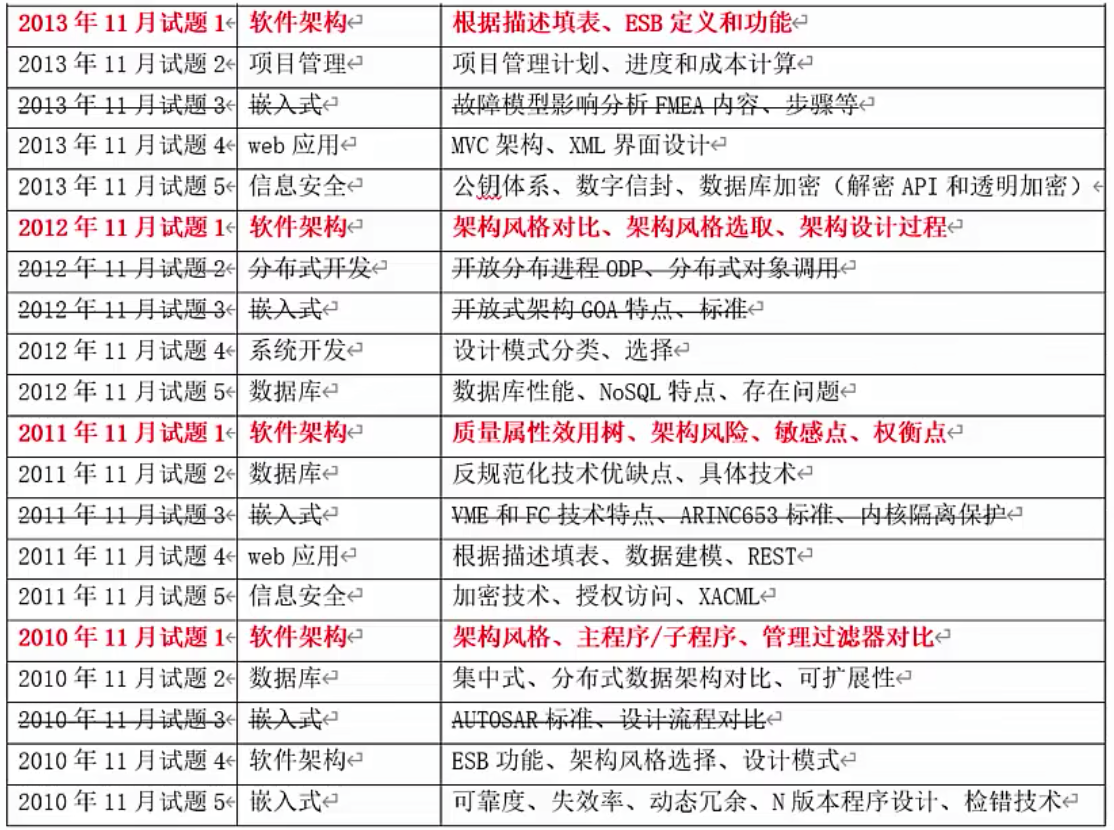 2013 年 11 月试题 1 软件架构 根据描述填表、ESB 定义和功能
2013 年 11 月试题 2 项目管理 项目管理计划、进度和成本计算
2013 年 11 月试题 3 嵌入式 故障模型影响分析 FMEA 内容、步骤等
2013 年 11 月试题 4 web 应用 MVC 架构、XML 界面设计
2013 年 11 月试题 5 信息安全 公钥体系、数字信封、数据库加密（解密 API 和透明加密）
2012 年 11 月试题 1 软件架构 架构风格对比、架构风格选取、架构设计过程
2012 年 11 月试题 2 分布式开发 开放分布进程 ODP、分布式对象调用
2012 年 11 月试题 3 嵌入式 开放式架构 GOA 特点、标准
2012 年 11 月试题 4 系统开发 设计模式分类、选择
2012 年 11 月试题 5 数据库 数据库性能、NoSQL 特点、存在问题
2011 年 11 月试题 1 软件架构 质量属性效用树、架构风险、敏感点、权衡点
2011 年 11 月试题 2 数据库 反规范化技术优缺点、具体技术
2011 年 11 月试题 3 嵌入式 VME 和 FC 技术特点、ARINC653 标准、内核隔离保护
2011 年 11 月试题 4 web 应用 根据描述填表、数据建模、REST
2011 年 11 月试题 5 信息安全 加密技术、授权访问、XACML
2010 年 11 月试题 1 软件架构 架构风格、主程序/子程序、管理过滤器对比
2010 年 11 月试题 2 数据库 集中式、分布式数据架构对比、可扩展性
2010 年 11 月试题 3 嵌入式 AUTOSAR 标准、设计流程对比
2010 年 11 月试题 4 软件架构 ESB 功能、架构风格选择、设计模式
2010 年 11 月试题 5 嵌入式 可靠度、失效率、动态冗余、N 版本程序设计、检错技术